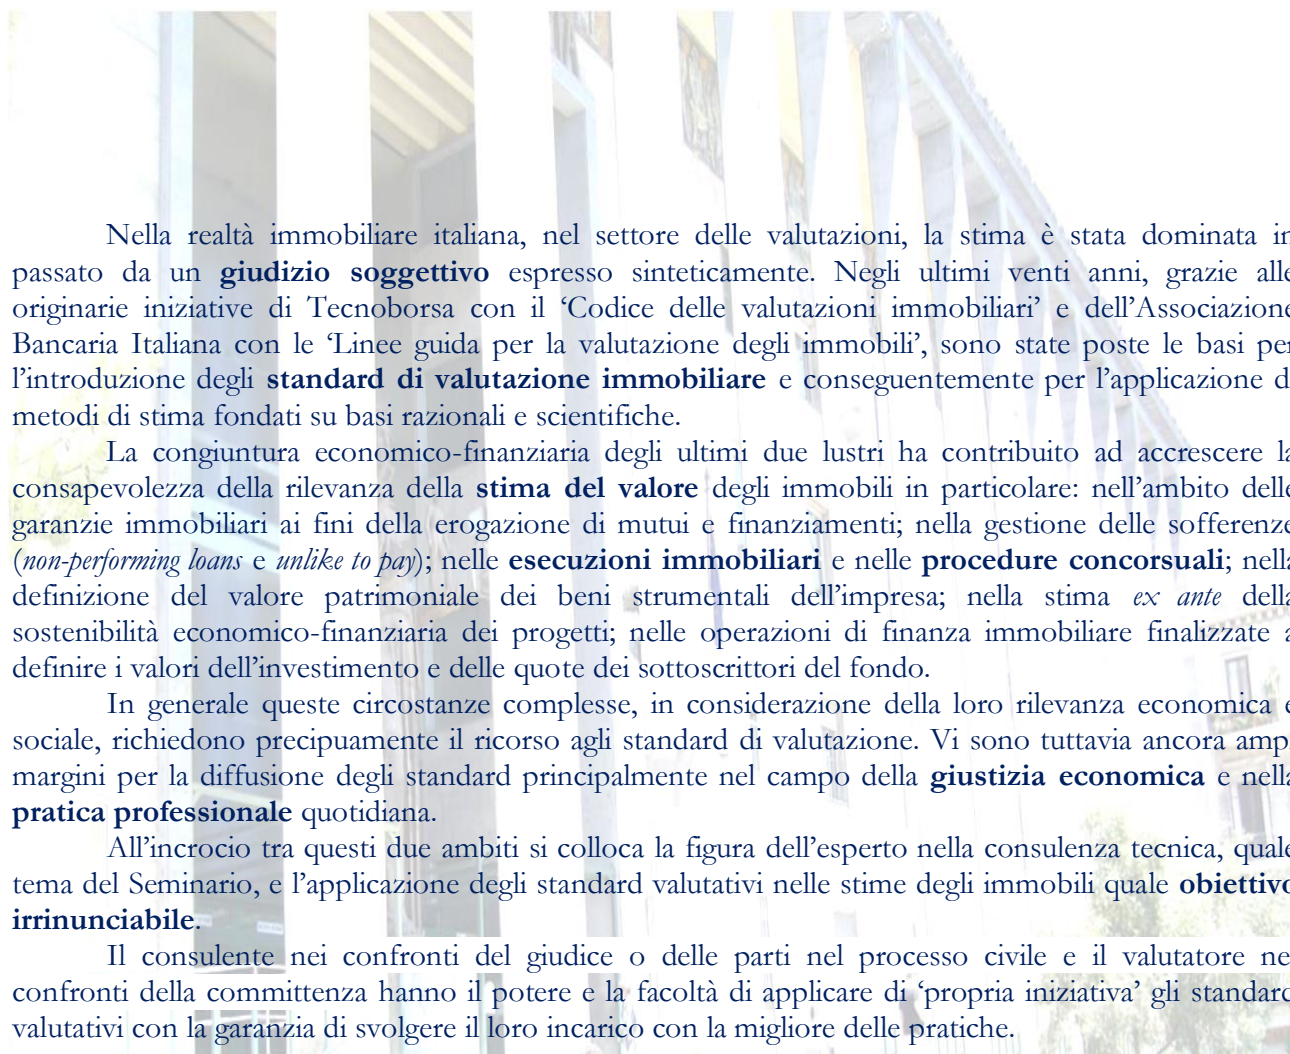 Nella realtà immobiliare italiana, nel settore delle valutazioni, la stima è stata dominata in
passato da un giudizio soggettivo espresso sinteticamente. Negli ultimi venti anni, grazie alle
originarie iniziative di Tecnoborsa con il ‘Codice delle valutazioni immobiliari’ e dell’Associazione
Bancaria Italiana con le ‘Linee guida per la valutazione degli immobili’, sono state poste le basi per
l’introduzione degli standard di valutazione immobiliare e conseguentemente per l’applicazione d
metodi di stima fondati su basi razionali e scientifiche.
La congiuntura economico-finanziaria degli ultimi due lustri ha contribuito ad accrescere la
consapevolezza della rilevanza della stima del valore degli immobili in particolare: nell’ambito delle
garanzie immobiliari ai fini della erogazione di mutui e finanziamenti; nella gestione delle sofferenze
(non-performing loans e unlike to pay); nelle esecuzioni immobiliari e nelle procedure concorsuali; nella
definizione del valore patrimoniale dei beni strumentali dell’impresa; nella stima ex ante della
sostenibilità economico-finanziaria dei progetti; nelle operazioni di finanza immobiliare finalizzate a
definire i valori dell’investimento e delle quote dei sottoscrittori del fondo.
In generale queste circostanze complesse, in considerazione della loro rilevanza economica e
sociale, richiedono precipuamente il ricorso agli standard di valutazione. Vi sono tuttavia ancora ampi
margini per la diffusione degli standard principalmente nel campo della giustizia economica e nella
pratica professionale quotidiana.
All’incrocio tra questi due ambiti si colloca la figura dell’esperto nella consulenza tecnica, quale
tema del Seminario, e l’applicazione degli standard valutativi nelle stime degli immobili quale obiettivo
irrinunciabile.
Il consulente nei confronti del giudice o delle parti nel processo civile e il valutatore ne
confronti della committenza hanno il potere e la facoltà di applicare di ‘propria iniziativa’ gli standard
valutativi con la garanzia di svolgere il loro incarico con la migliore delle pratiche.